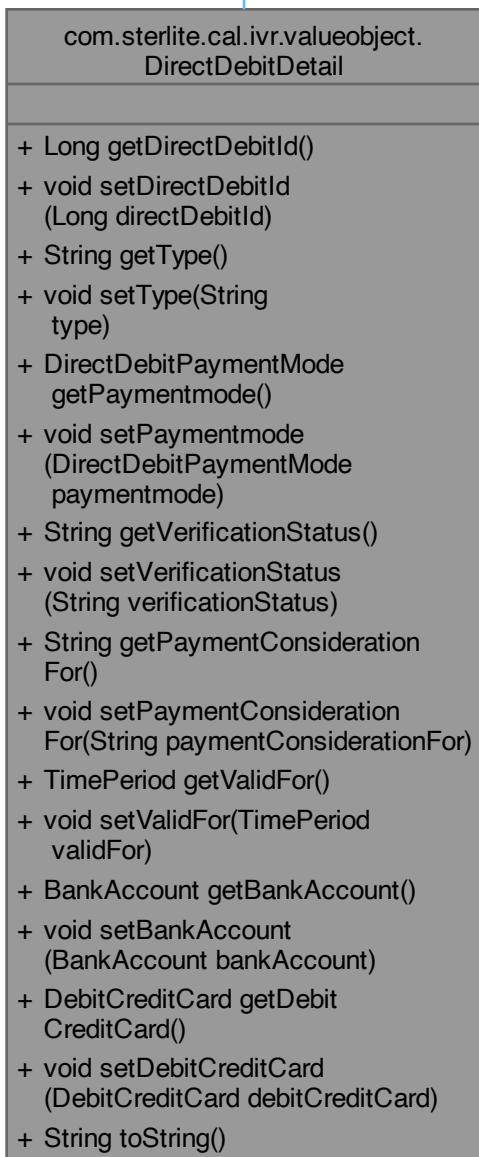 com.sterlite.cal.ivr.valueobject.
DirectDebitDetail
+ Long getDirectDebitId()
+ void setDirectDebitId
(Long directDebitId)
+ String getType()
+ void setType(String
type)
+ DirectDebitPaymentMode
getPaymentmode()
+ void setPaymentmode
(DirectDebitPaymentMode
paymentmode)
+ String getVerificationStatus()
+ void setVerificationStatus
(String verificationStatus)
+ String getPaymentConsideration
For()
+ void setPaymentConsideration
For(String paymentConsiderationFor)
+ TimePeriod getValidFor()
+ void setValidFor(TimePeriod
validFor)
+ BankAccount getBankAccount()
+ void setBankAccount
(BankAccount bankAccount)
+ DebitCreditCard getDebit
CreditCard()
+ void setDebitCreditCard
(DebitCreditCard debitCreditCard)
+ String toString()